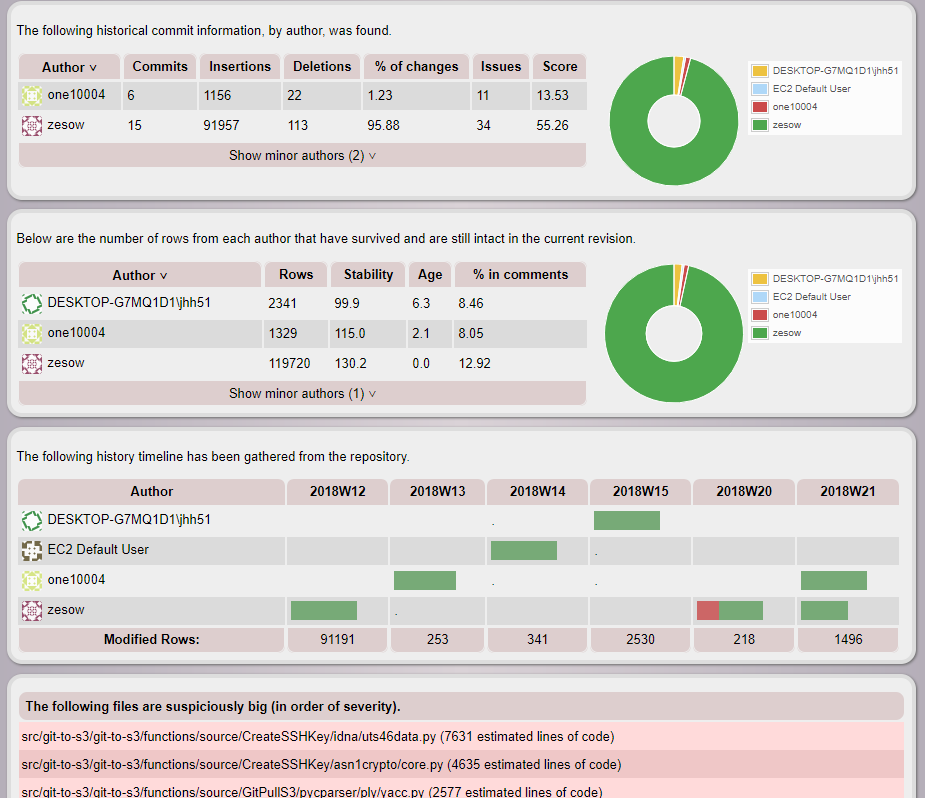 The following historical commit information, by author, was found.
Author ∨ Commits Insertions Deletions % of changes Issues Score
one10004 6 1156 22 1.23 11 13.53
zesow 15 91957 113 95.88 34 55.26
Show minor authors (2) ∨
DESKTOP-G7MQ1D1\jhh51
EC2 Default User
one10004
zesow
Below are the number of rows from each author that have survived and are still intact in the current revision.
Author ∨ Rows Stability Age % in comments
DESKTOP-G7MQ1D1\jhh51 2341 99.9 6.3 8.46
one10004 1329 115.0 2.1 8.05
zesow 119720 130.2 0.0 12.92
Show minor authors (1) ∨
DESKTOP-G7MQ1D1\jhh51
EC2 Default User
one10004
zesow
The following history timeline has been gathered from the repository.
Author 2018W12 2018W13 2018W14 2018W15 2018W20 2018W21
DESKTOP-G7MQ1D1\jhh51 .
EC2 Default User .
one10004 . .
zesow .
Modified Rows: 91191 253 341 2530 218 1496
The following files are suspiciously big (in order of severity).
src/git-to-s3/git-to-s3/functions/source/CreateSSHKey/idna/uts46data.py (7631 estimated lines of code)
src/git-to-s3/git-to-s3/functions/source/CreateSSHKey/asn1crypto/core.py (4635 estimated lines of code)
src/git-to-s3/git-to-s3/functions/source/GitPullS3/pycparser/ply/yacc.py (2577 estimated lines of code)